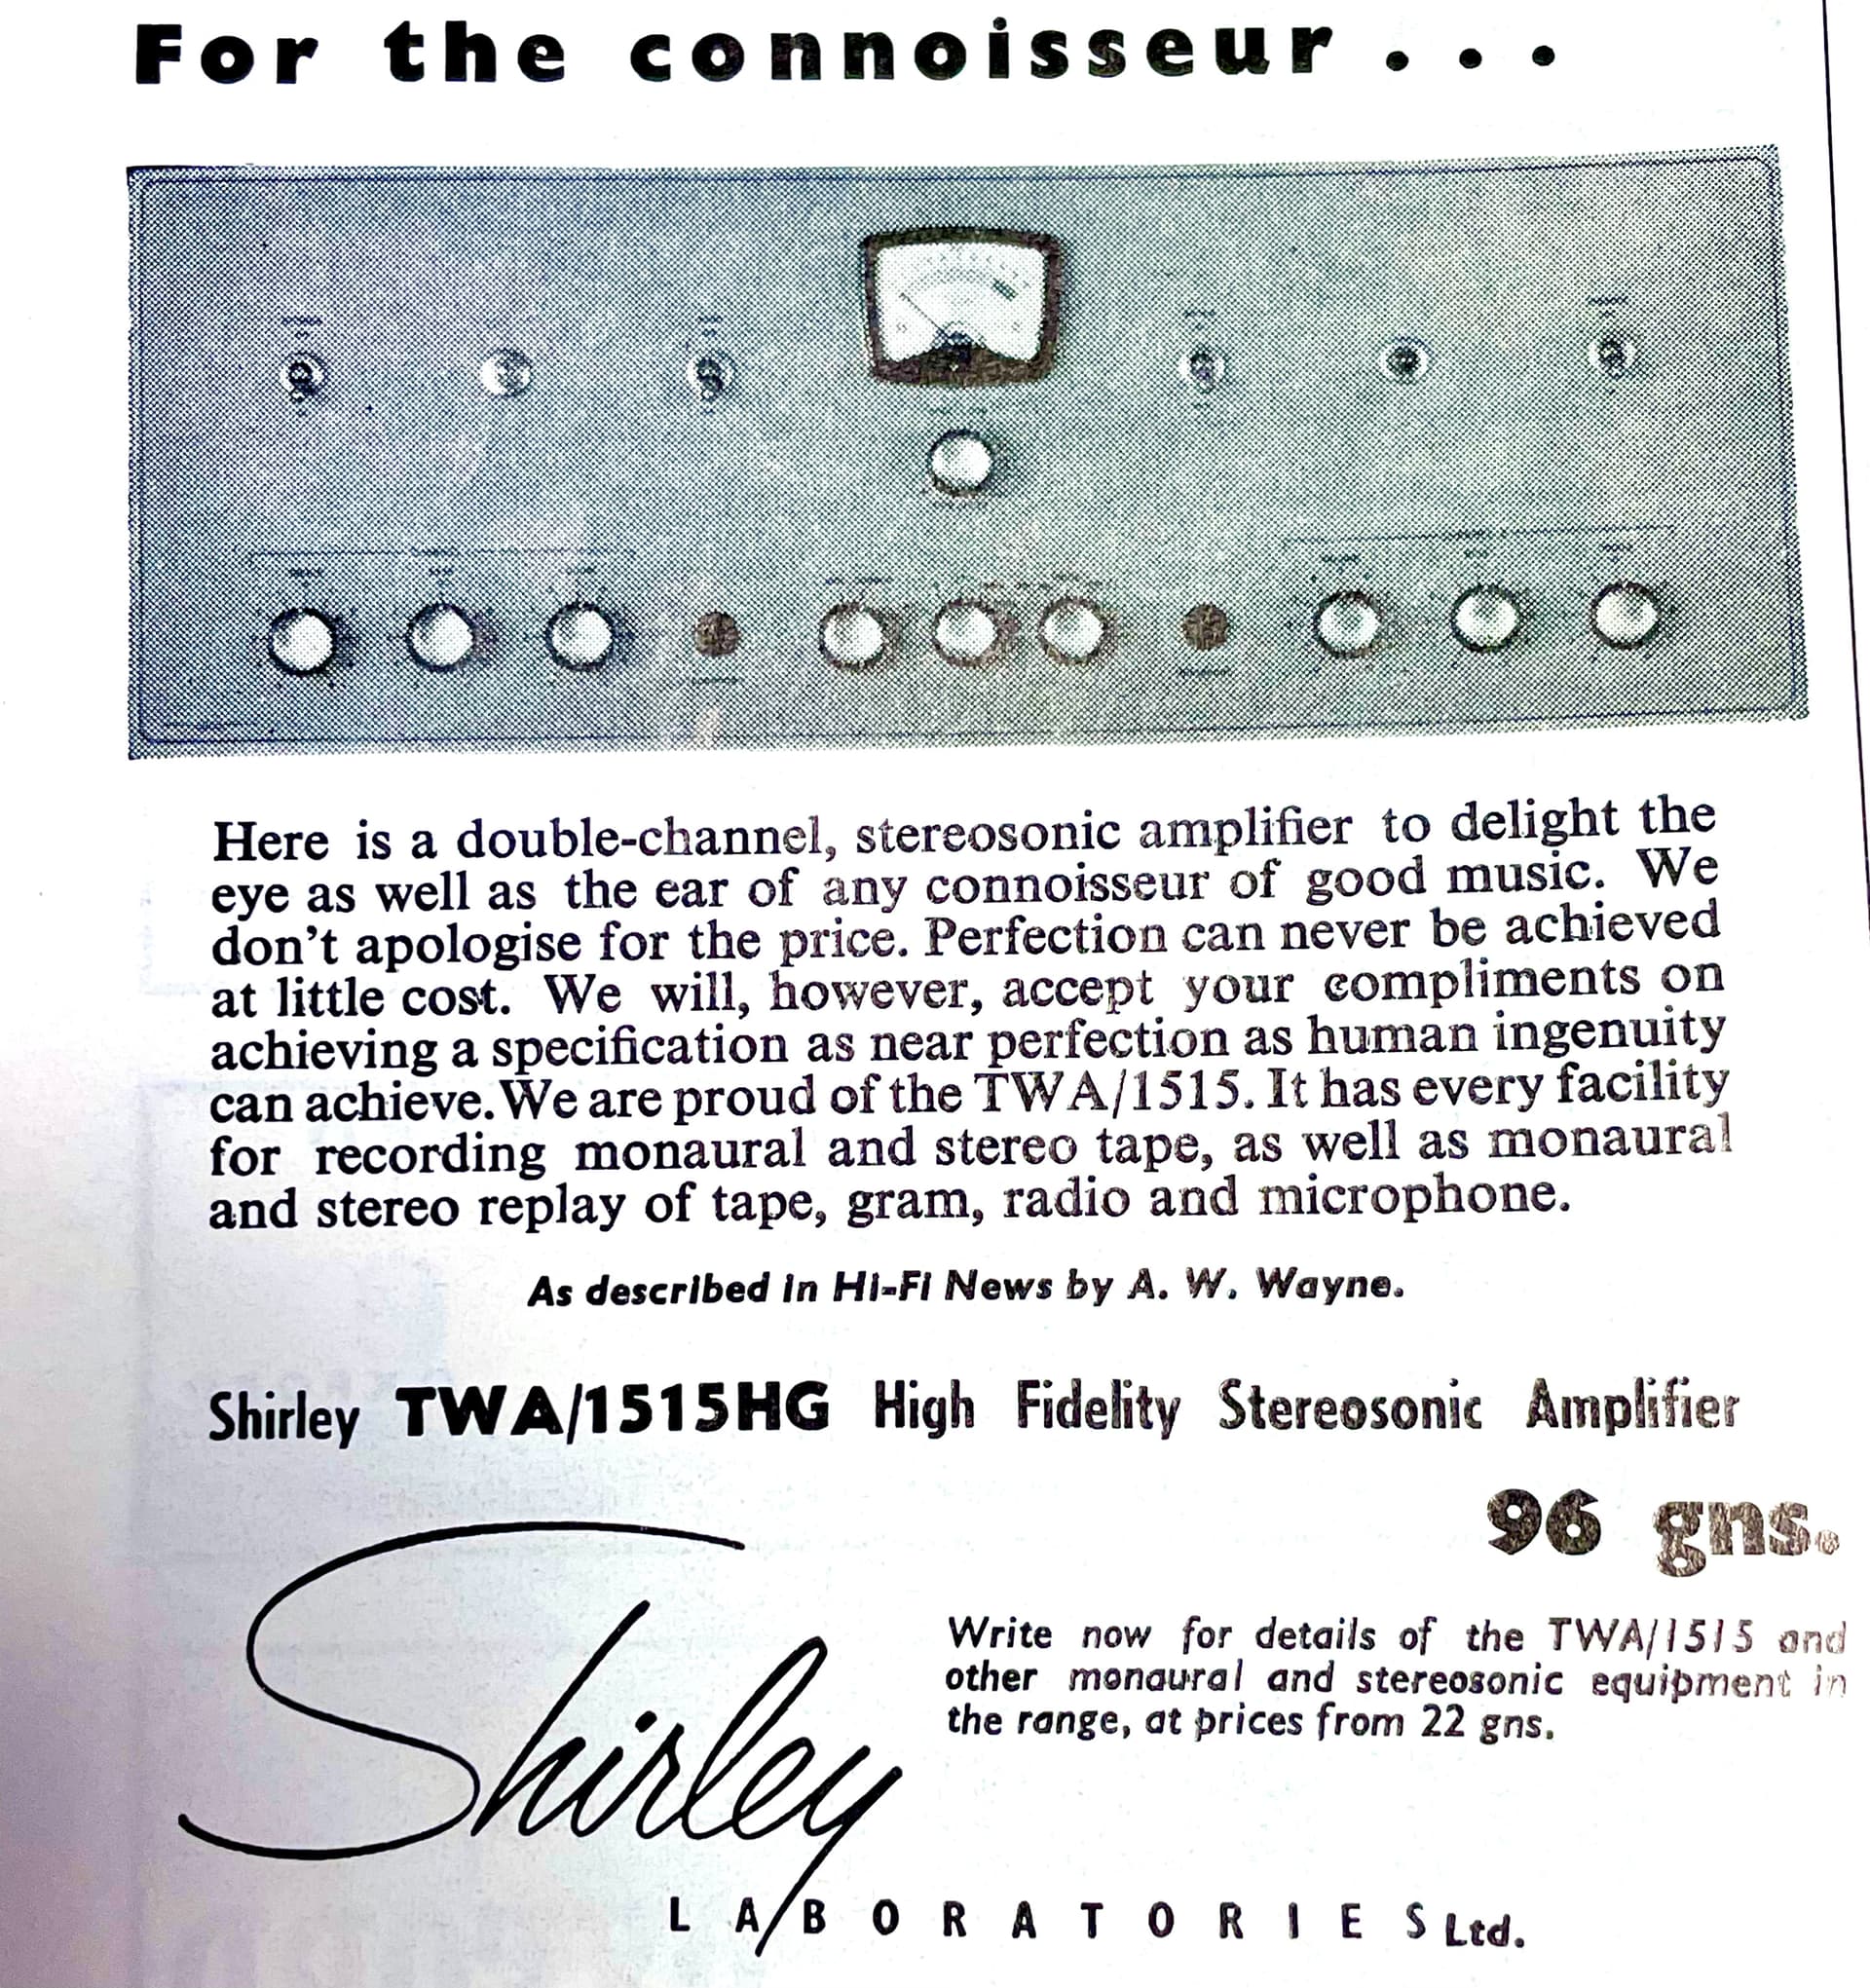 For the connoisseur . . .
Here is a double-channel, stereosonic amplifier to delight the
eye as well as the ear of any connoisseur of good music. We
don't apologise for the price. Perfection can never be achieved
at little cost. We will, however, accept your compliments on
achieving a specification as near perfection as human ingenuity
can achieve. We are proud of the TWA/1515. It has every facility
for recording monaural and stereo tape, as well as monaural
and stereo replay of tape, gram, radio and microphone.
As described in Hi-Fi News by A. W. Wayne.
Shirley TWA/1515HG High Fidelity Stereosonic Amplifier
96 gns.
Write now for details of the TWA/1515 and
other monaural and stereosonic equipment in
the range, at prices from 22 gns.
Shirley
LABORATORIES Ltd.